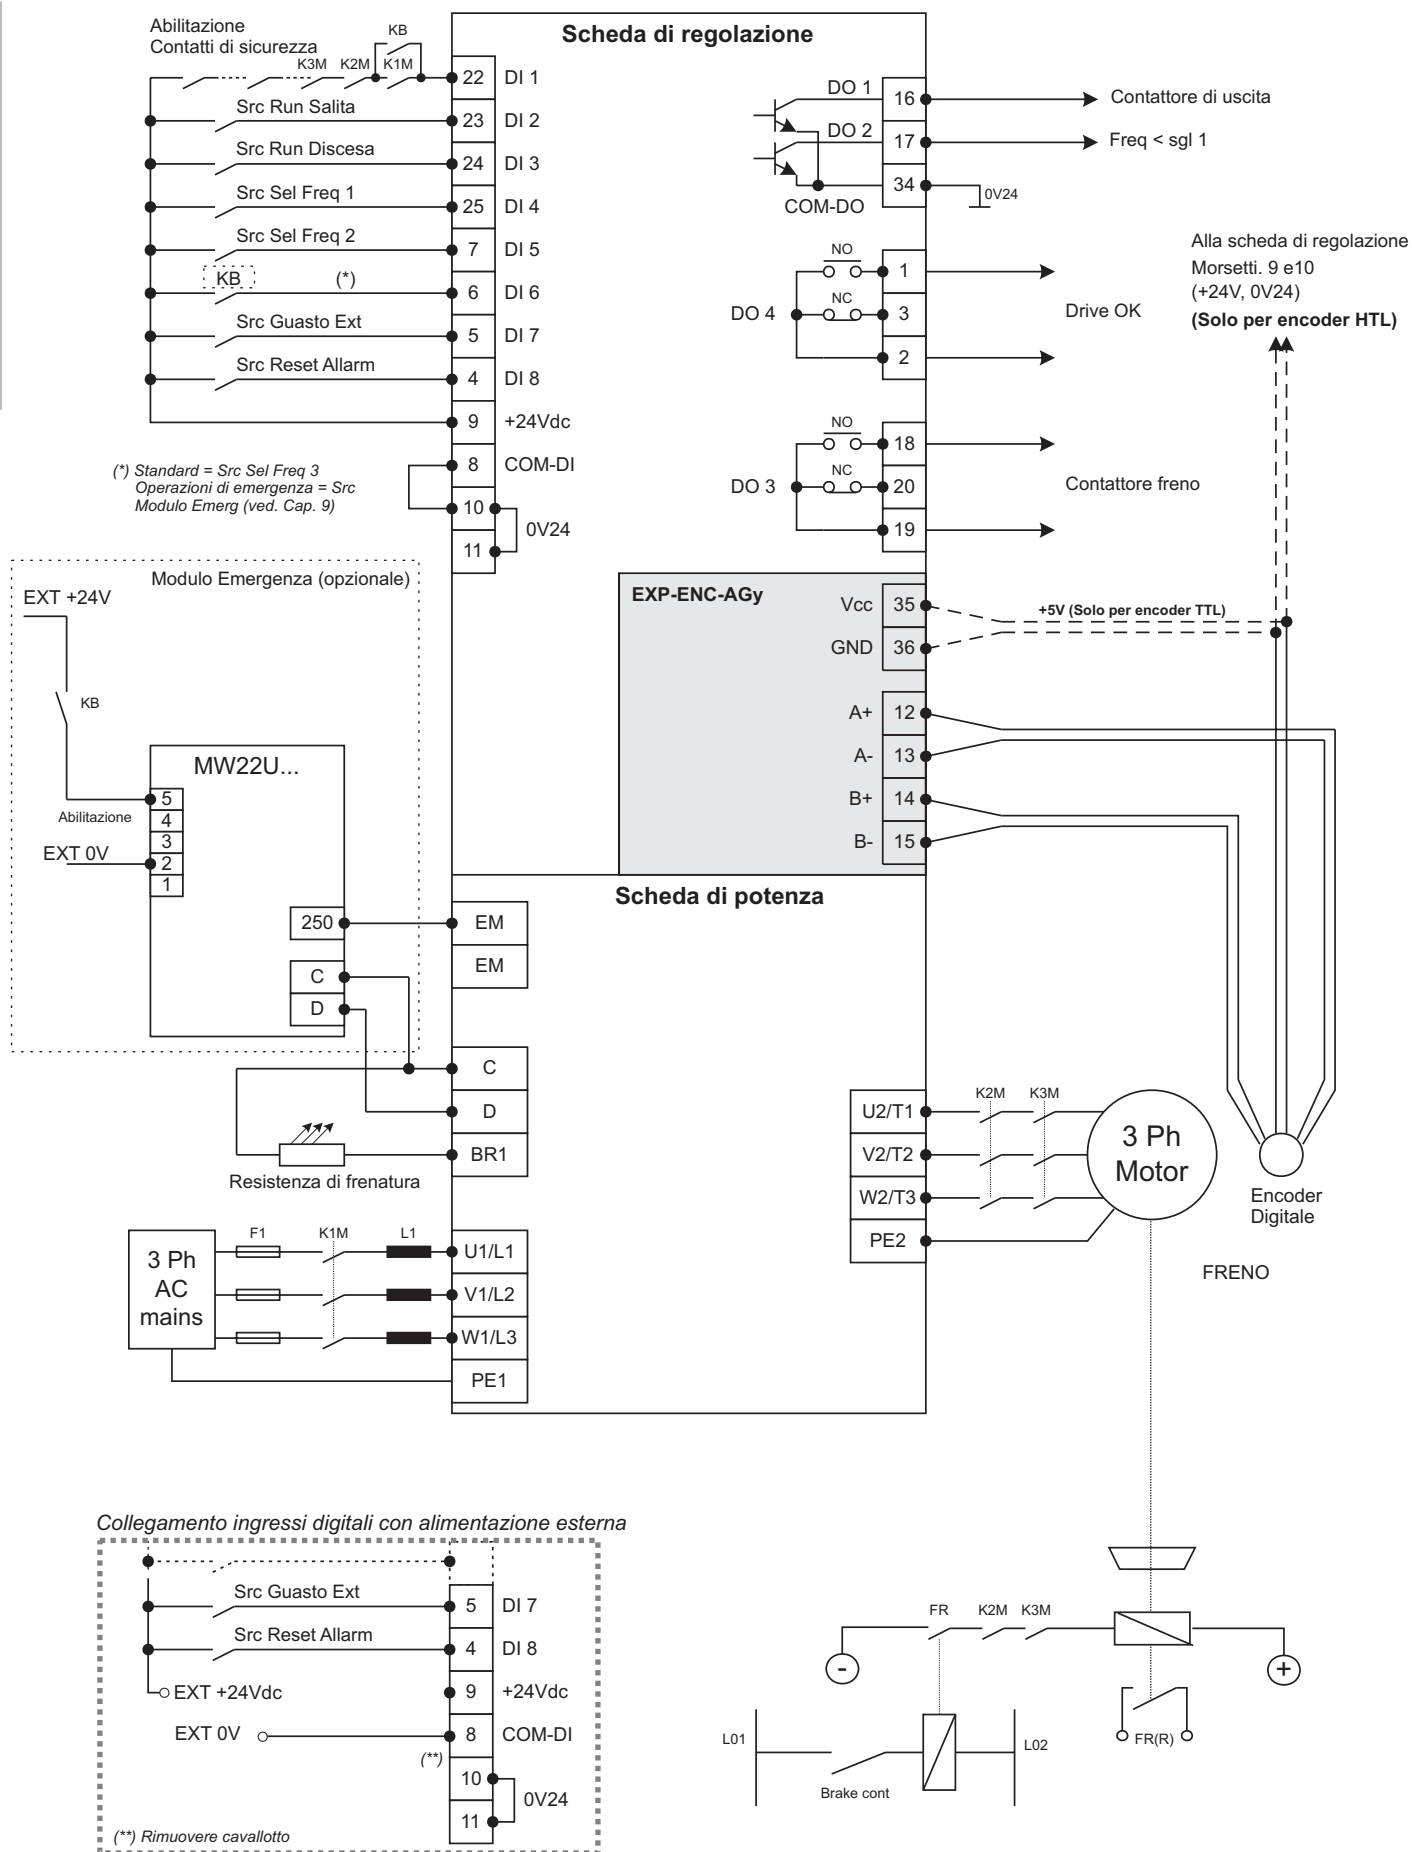 Abilitazione
Contatti di sicurezza
KB
K3M K2M K1M
Scheda di regolazione
22 DI 1
Src Run Salita
23 DI 2
Src Run Discesa
24 DI 3
Src Sel Freq 1
25 DI 4
Src Sel Freq 2
7 DI 5
KB (*)
6 DI 6
Src Guasto Ext
5 DI 7
Src Reset Allarm
4 DI 8
9 +24Vdc
8 COM-DI
10
11
0V24
(*) Standard = Src Sel Freq 3
Operazioni di emergenza = Src
Modulo Emerg (ved. Cap. 9)
DO 1 16 Contattore di uscita
DO 2 17 Freq < sgl 1
34 0V24
COM-DO
NO
1
NC
DO 4 3 Drive OK
2
NO
18
NC
DO 3 20 Contattore freno
19
Alla scheda di regolazione
Morsetti. 9 e10
(+24V, 0V24)
(Solo per encoder HTL)
EXP-ENC-AGy
Vcc 35
+5V (Solo per encoder TTL)
GND 36
A+ 12
A- 13
B+ 14
B- 15
Modulo Emergenza (opzionale)
EXT +24V
KB
MW22U...
5
Abilitazione
4
3
EXT 0V
2
1
250
C
D
Scheda di potenza
EM
EM
C
D
BR1
Resistenza di frenatura
3 Ph
AC
mains
F1 K1M L1
U1/L1
V1/L2
W1/L3
PE1
U2/T1
V2/T2
W2/T3
PE2
K2M K3M
3 Ph
Motor
Encoder
Digitale
FRENO
Collegamento ingressi digitali con alimentazione esterna
Src Guasto Ext
5 DI 7
Src Reset Allarm
4 DI 8
EXT +24Vdc
9 +24Vdc
EXT 0V
8 COM-DI
(**)
10
11
0V24
(**) Rimuovere cavallotto
FR K2M K3M
-
+
FR(R)
L01
L02
Brake cont